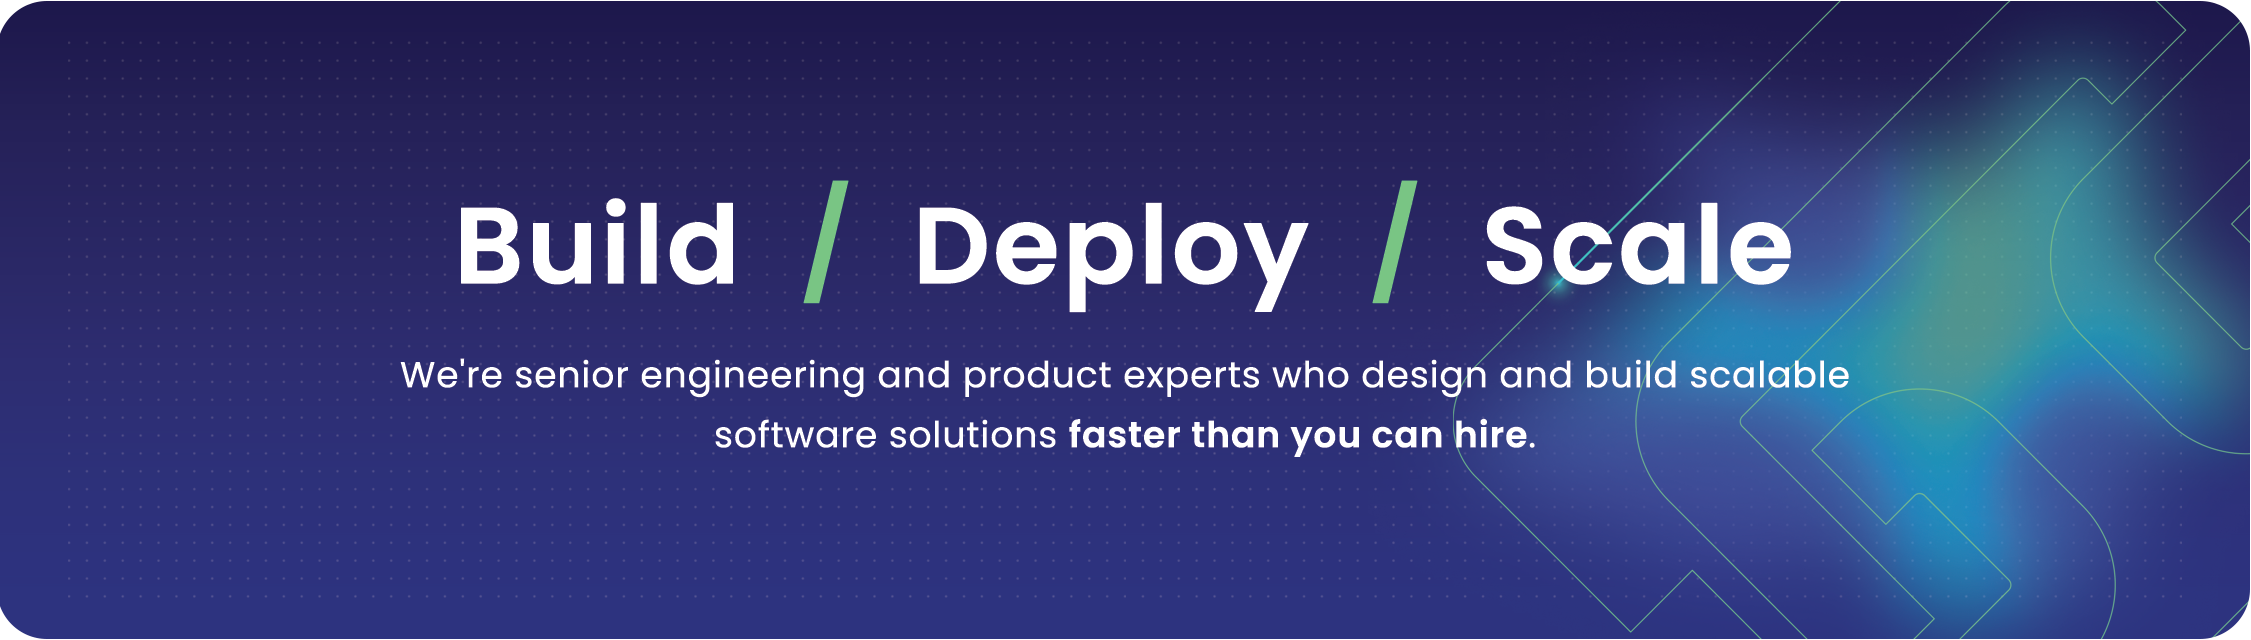 Build / Deploy / Scale
We're senior engineering and product experts who design and build scalable
software solutions faster than you can hire.